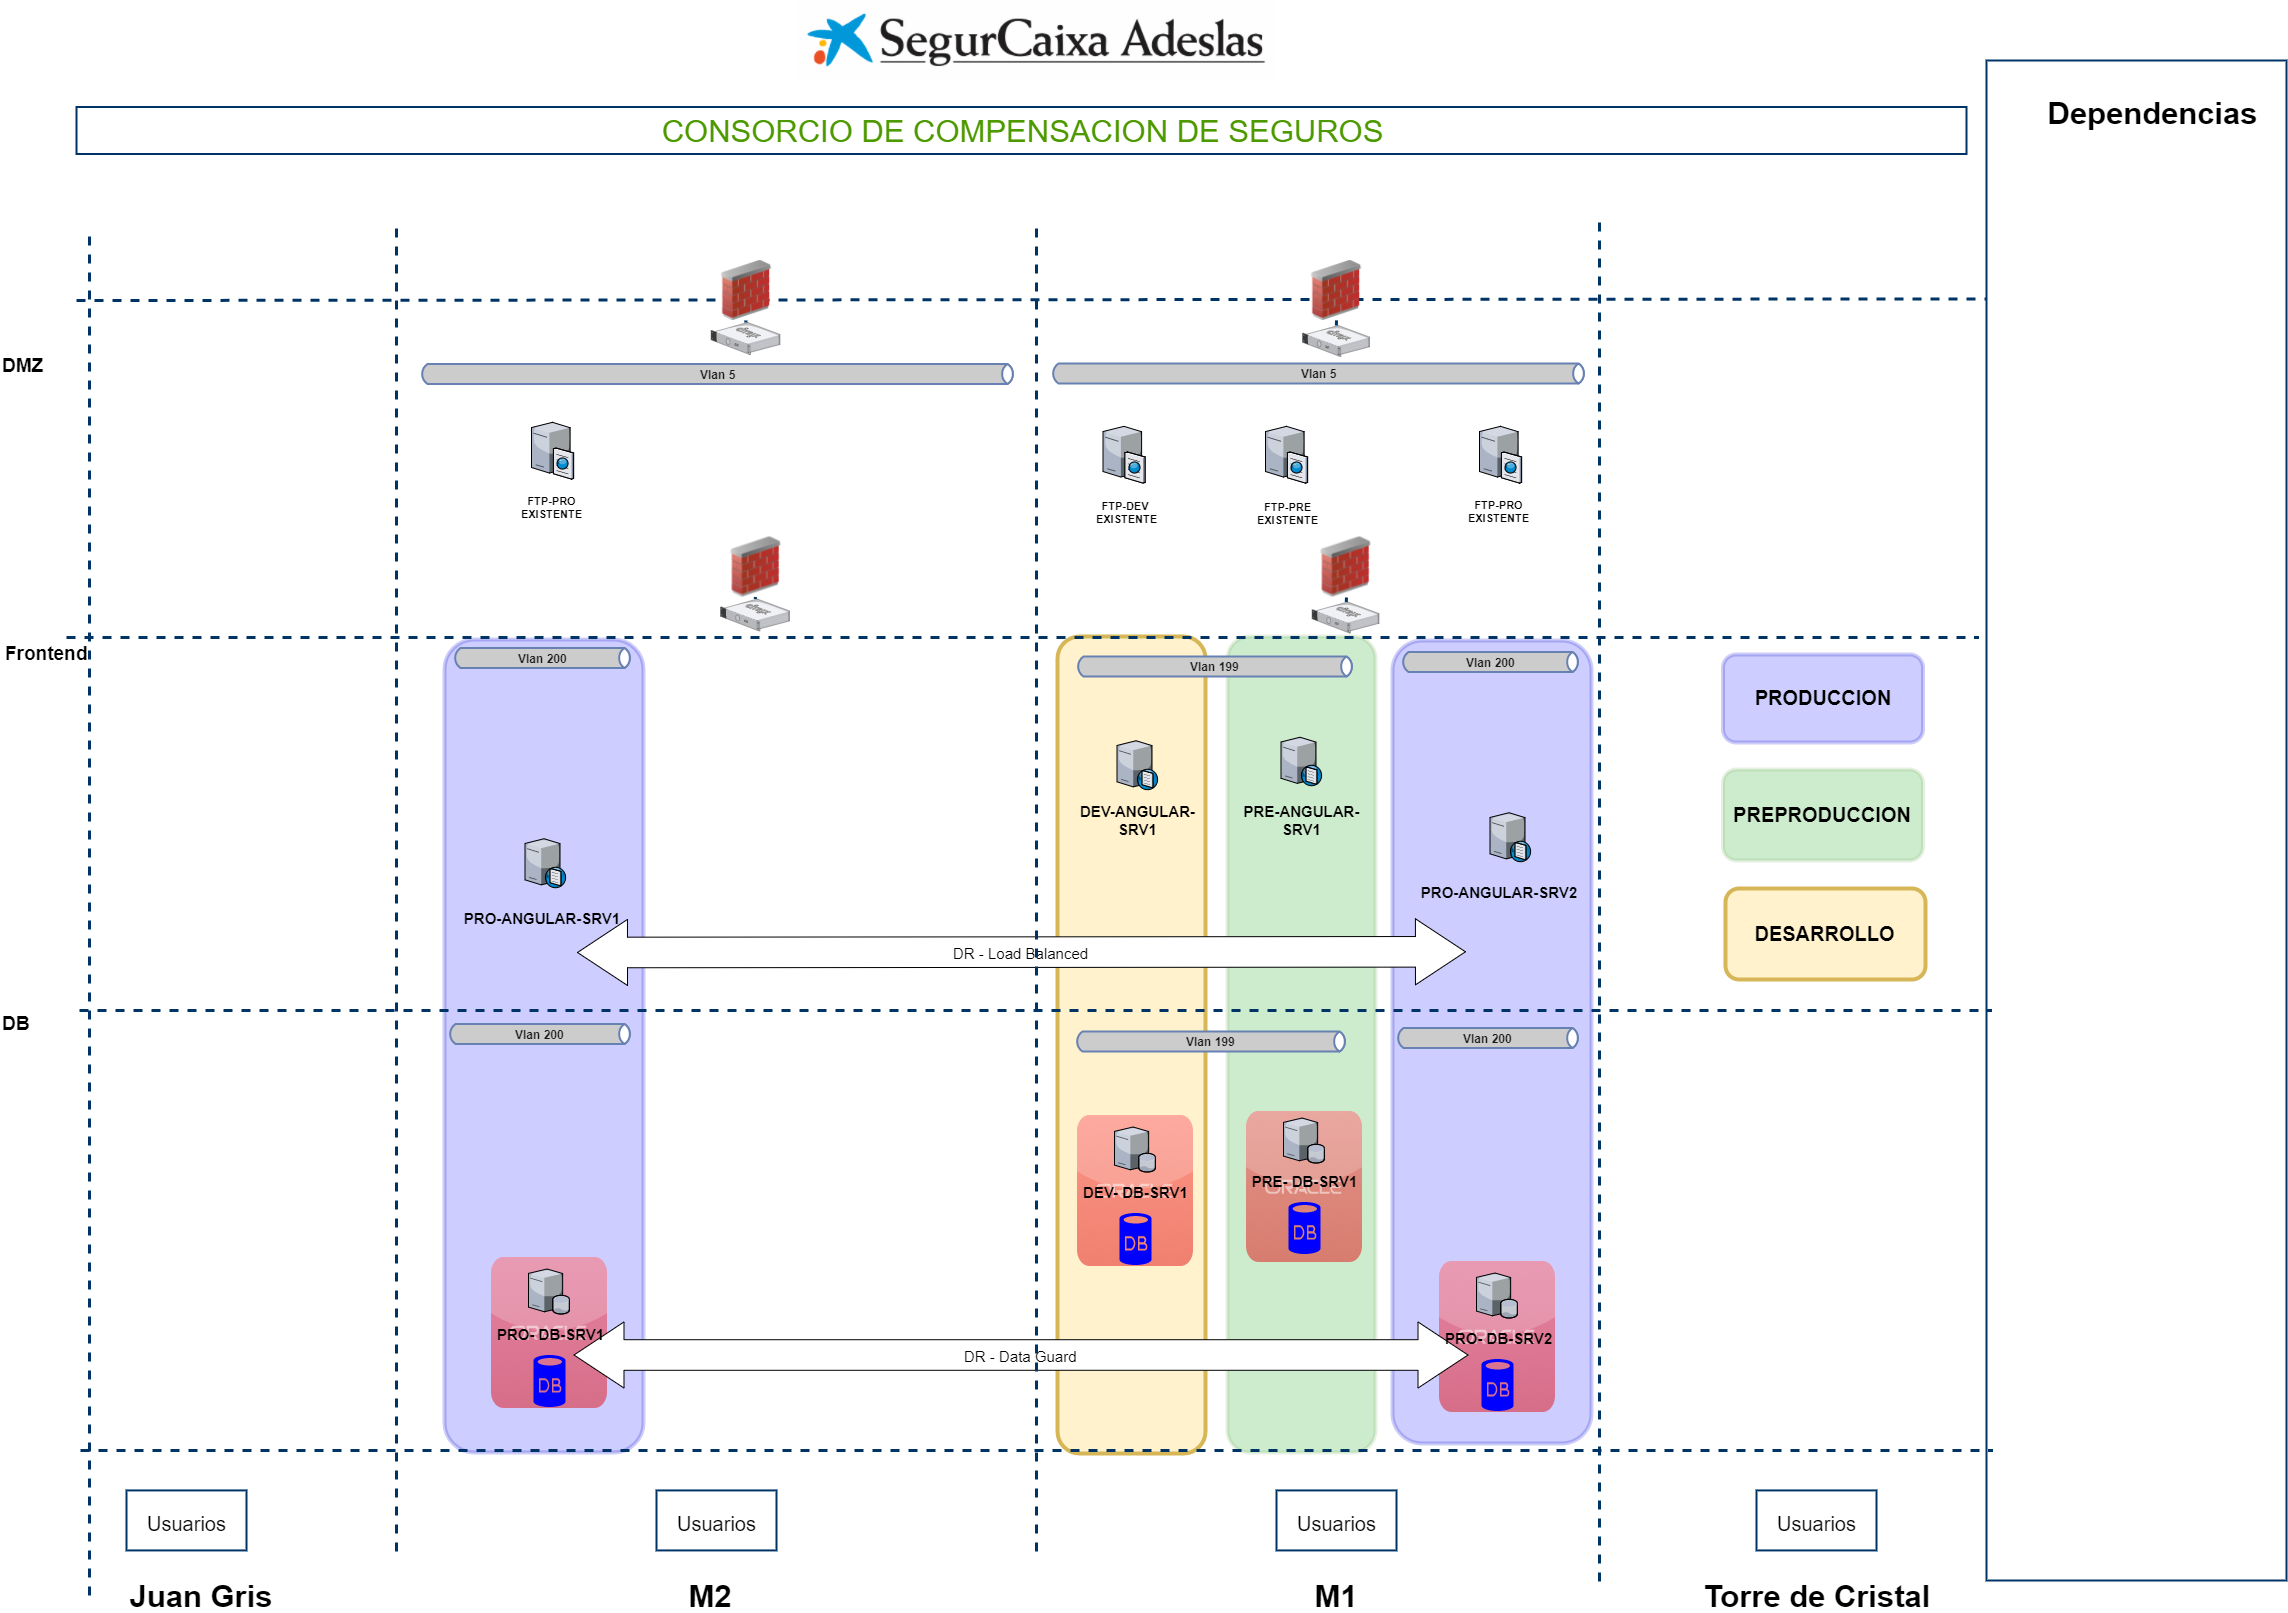 SegurCaixa Adeslas
Dependencias
CONSORCIO DE COMPENSACION DE SEGUROS
DMZ
Vlan 5
Vlan 5
FTP-PRO
EXISTENTE
FTP-DEV
EXISTENTE
FTP-PRE
EXISTENTE
FTP-PRO
EXISTENTE
Frontend
Vlan 200
Vlan 199
Vlan 200
PRODUCCION
PREPRODUCCION
DESARROLLO
DEV-ANGULAR-
SRV1
PRE-ANGULAR-
SRV1
PRO-ANGULAR-SRV2
PRO-ANGULAR-SRV1
DR - Load Balanced
DB
Vlan 200
Vlan 199
Vlan 200
DEV- DB-SRV1
DB
PRE- DB-SRV1
DB
PRO- DB-SRV1
DB
PRO- DB-SRV2
DB
DR - Data Guard
Usuarios
Usuarios
Usuarios
Usuarios
Juan Gris
M2
M1
Torre de Cristal